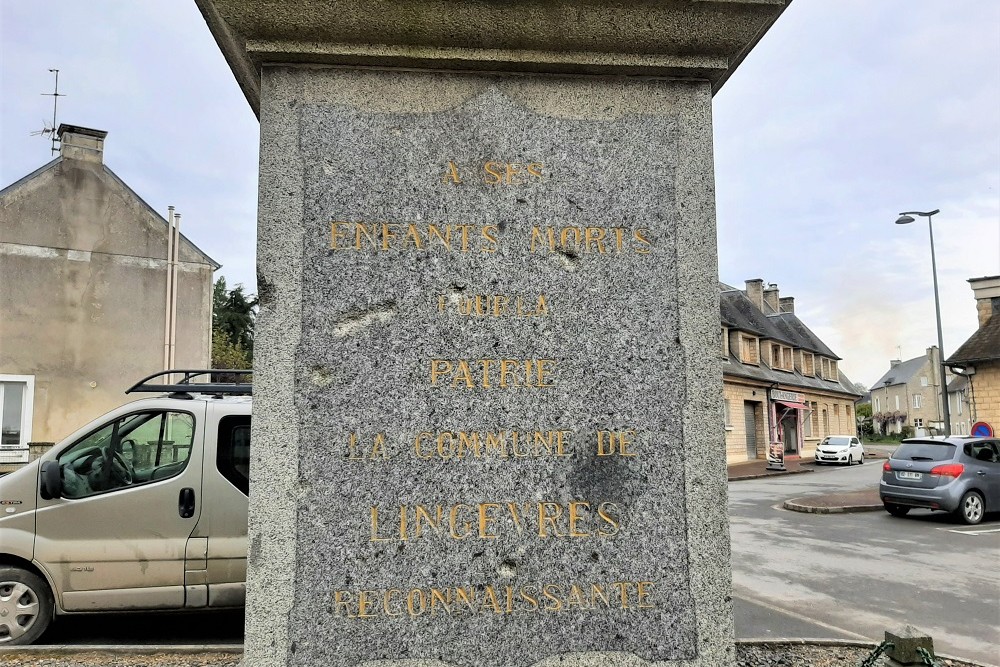 A SES
ENFANTS MORTS
POUR LA
PATRIE
LA COMMUNE DE
LINGEVRES
RECONNAISSANTE